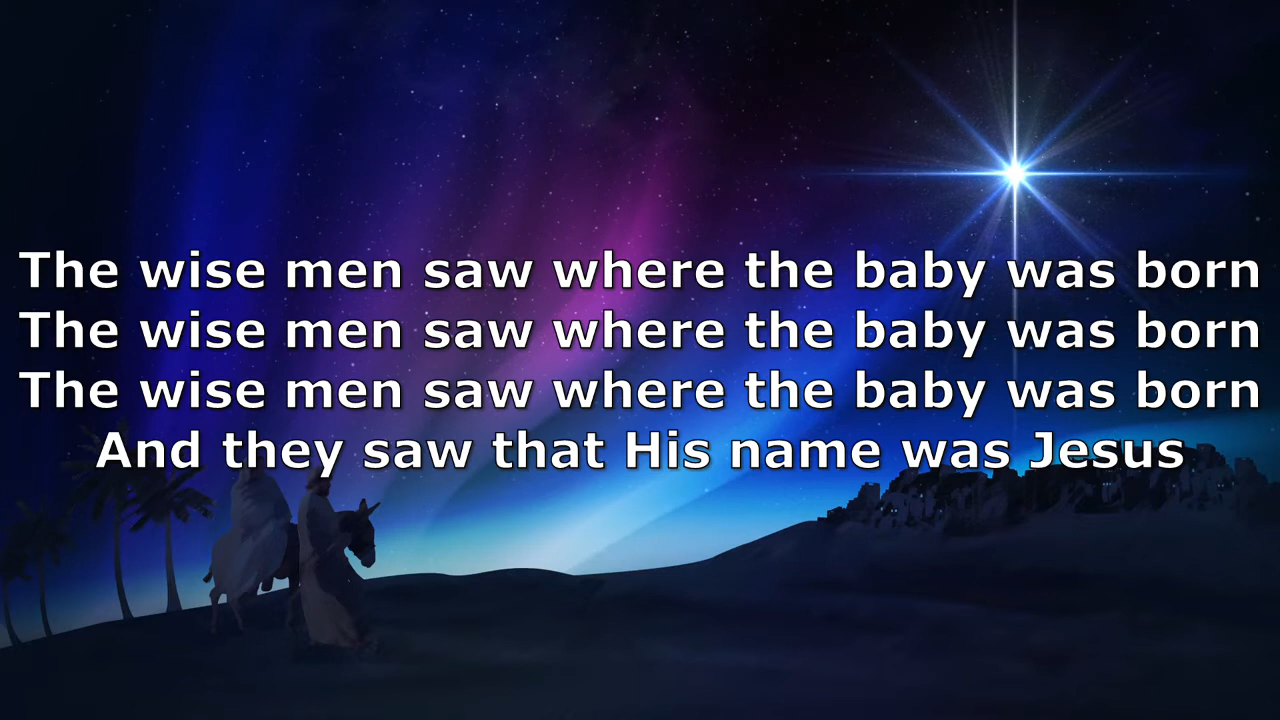 The wise men saw where the baby was born
The wise men saw where the baby was born
The wise men saw where the baby was born
And they saw that His name was Jesus